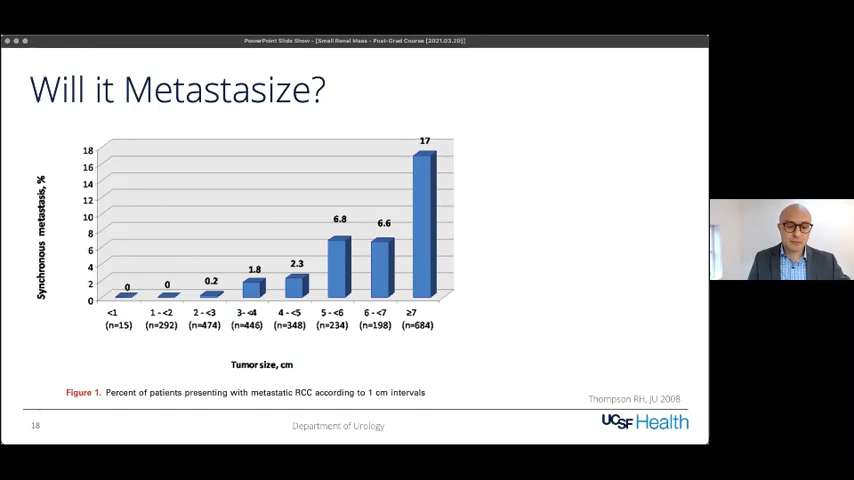 PowerPoint Slide Show - [Small Renal Mass - Post-Grad Course [2021.03.20]]
Will it Metastasize?
Synchronous metastasis, %
18
16
14
12
10
8
6
4
2
0
0
0
0.2
1.8
2.3
6.8
6.6
17
<1 1 - <2 2 - <3 3- <4 4 - <5 5 - <6 6 - <7 ≥7
(n=15) (n=292) (n=474) (n=446) (n=348) (n=234) (n=198) (n=684)
Tumor size, cm
Figure 1. Percent of patients presenting with metastatic RCC according to 1 cm intervals
Thompson RH, JU 2008
18
Department of Urology
UCSF Health